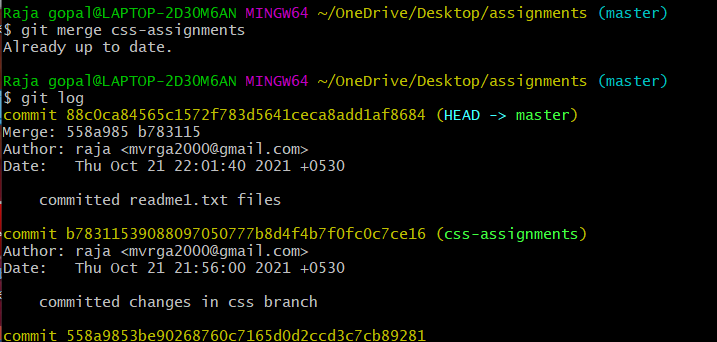 Raja gopal@LAPTOP-2D3OM6AN MINGW64 ~/OneDrive/Desktop/assignments (master)
$ git merge css-assignments
Already up to date.
Raja gopal@LAPTOP-2D3OM6AN MINGW64 ~/OneDrive/Desktop/assignments (master)
$ git log
commit 88c0ca84565c1572f783d5641ceca8add1af8684 (HEAD -> master)
Merge: 558a985 b783115
Author: raja <mvrga2000@gmail.com>
Date:   Thu Oct 21 22:01:40 2021 +0530
committed readme1.txt files
commit b78311539088097050777b8d4f4b7f0fc0c7ce16 (css-assignments)
Author: raja <mvrga2000@gmail.com>
Date:   Thu Oct 21 21:56:00 2021 +0530
committed changes in css branch
commit 558a9853be90268760c7165d0d2ccd3c7cb89281